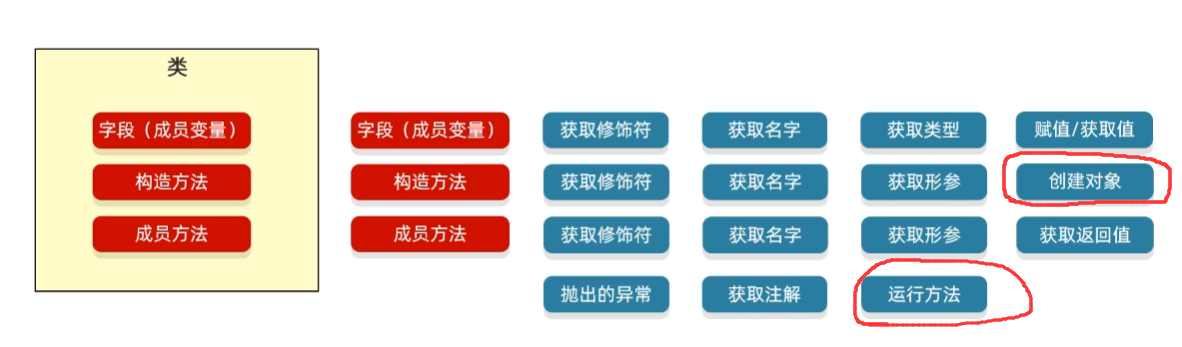 类
字段（成员变量）
构造方法
成员方法
字段（成员变量） 获取修饰符 获取名字 获取类型 赋值/获取值
构造方法 获取修饰符 获取名字 获取形参 创建对象
成员方法 获取修饰符 获取名字 获取形参 获取返回值
抛出的异常 获取注解 运行方法